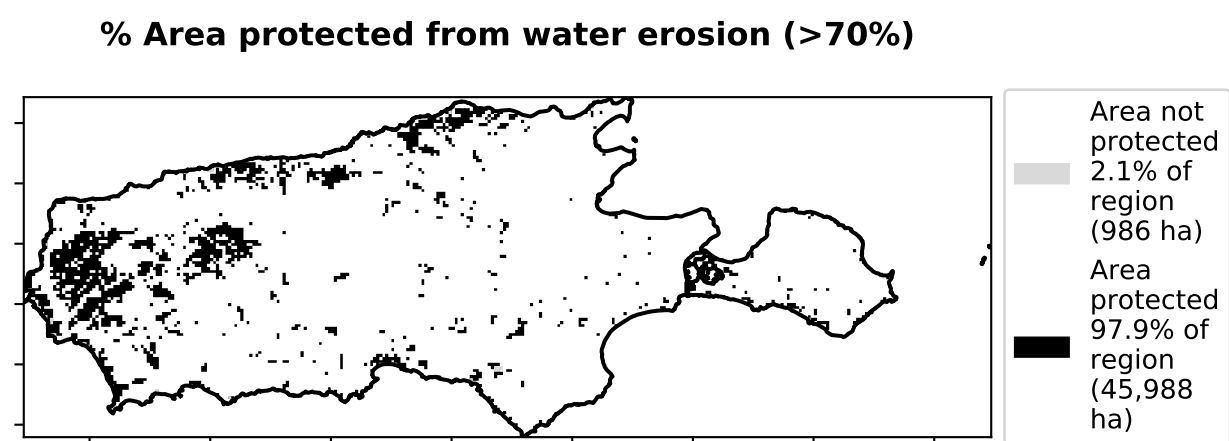 % Area protected from water erosion (>70%)
Area not
protected
2.1% of
region
(986 ha)
Area
protected
97.9% of
region
(45,988
ha)